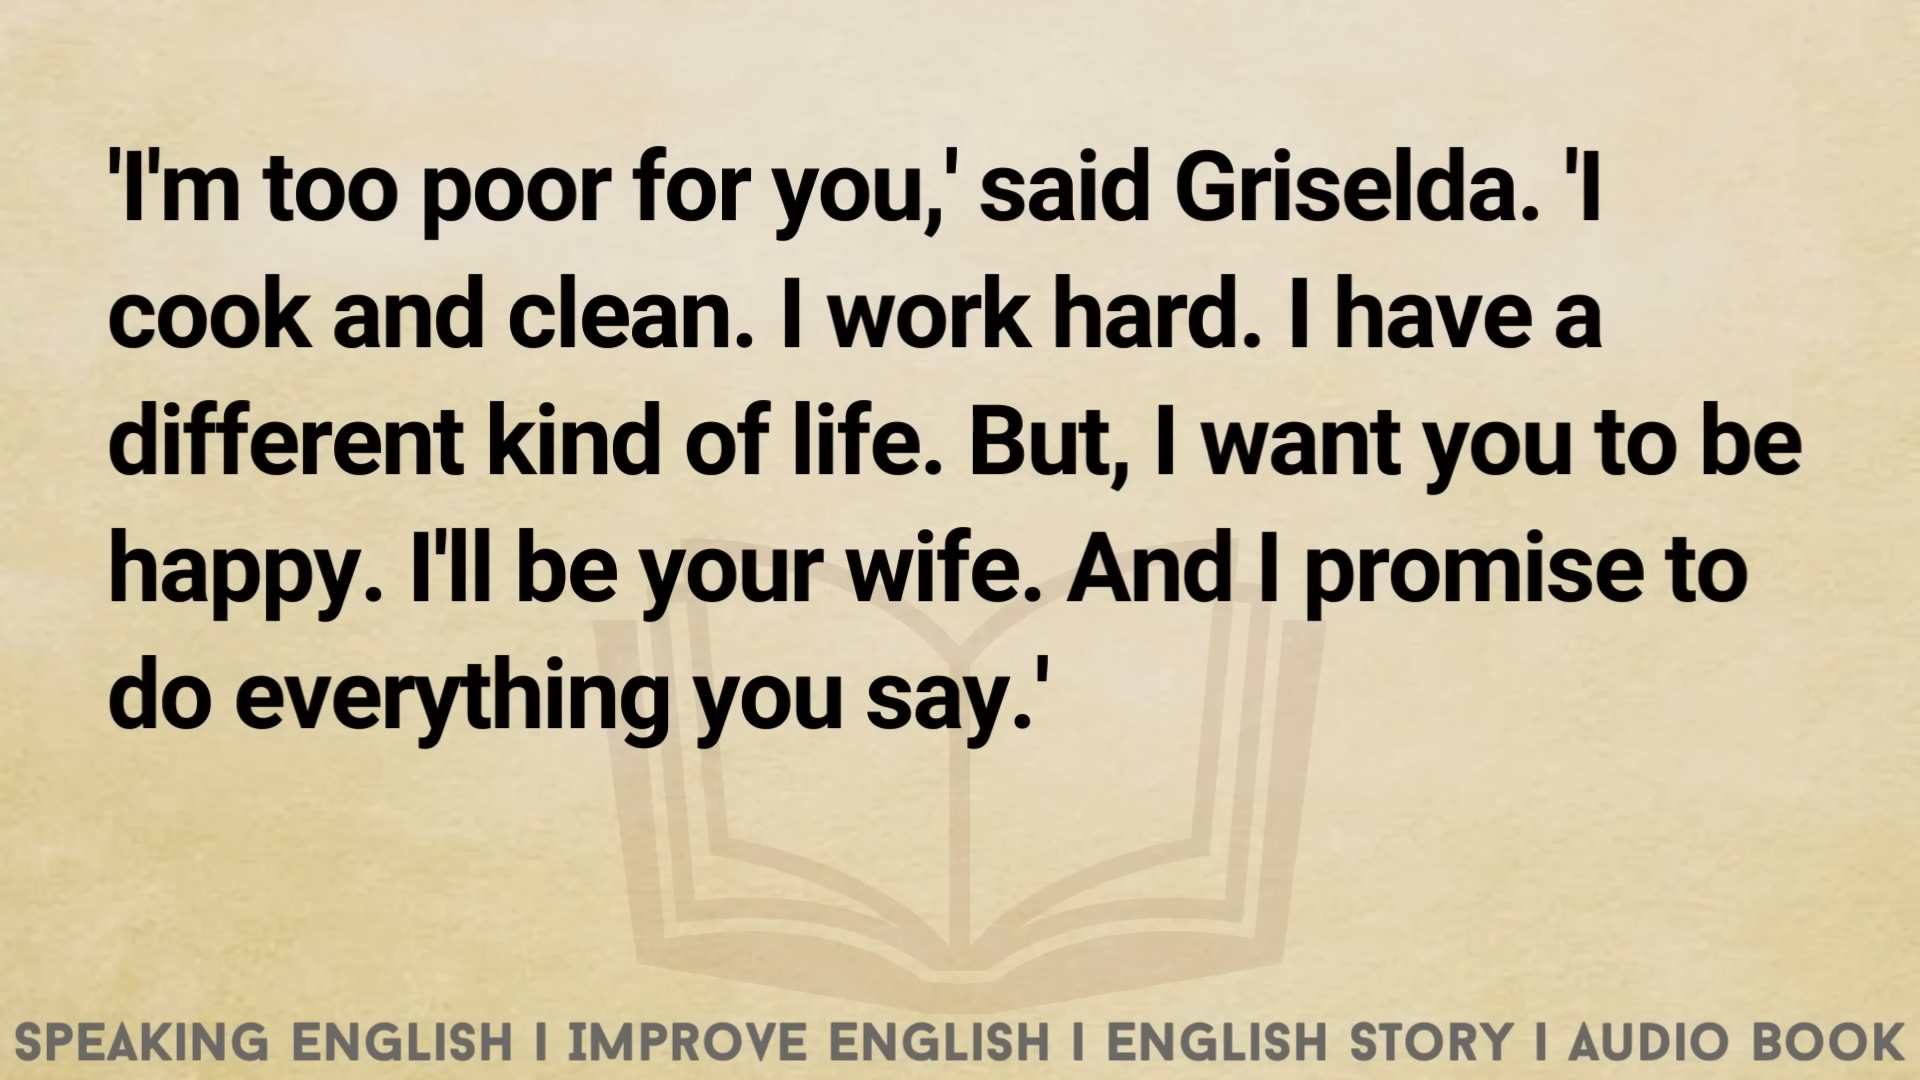 'I'm too poor for you,' said Griselda. 'I
cook and clean. I work hard. I have a
different kind of life. But, I want you to be
happy. I'll be your wife. And I promise to
do everything you say.'
SPEAKING ENGLISH | IMPROVE ENGLISH | ENGLISH STORY | AUDIO BOOK